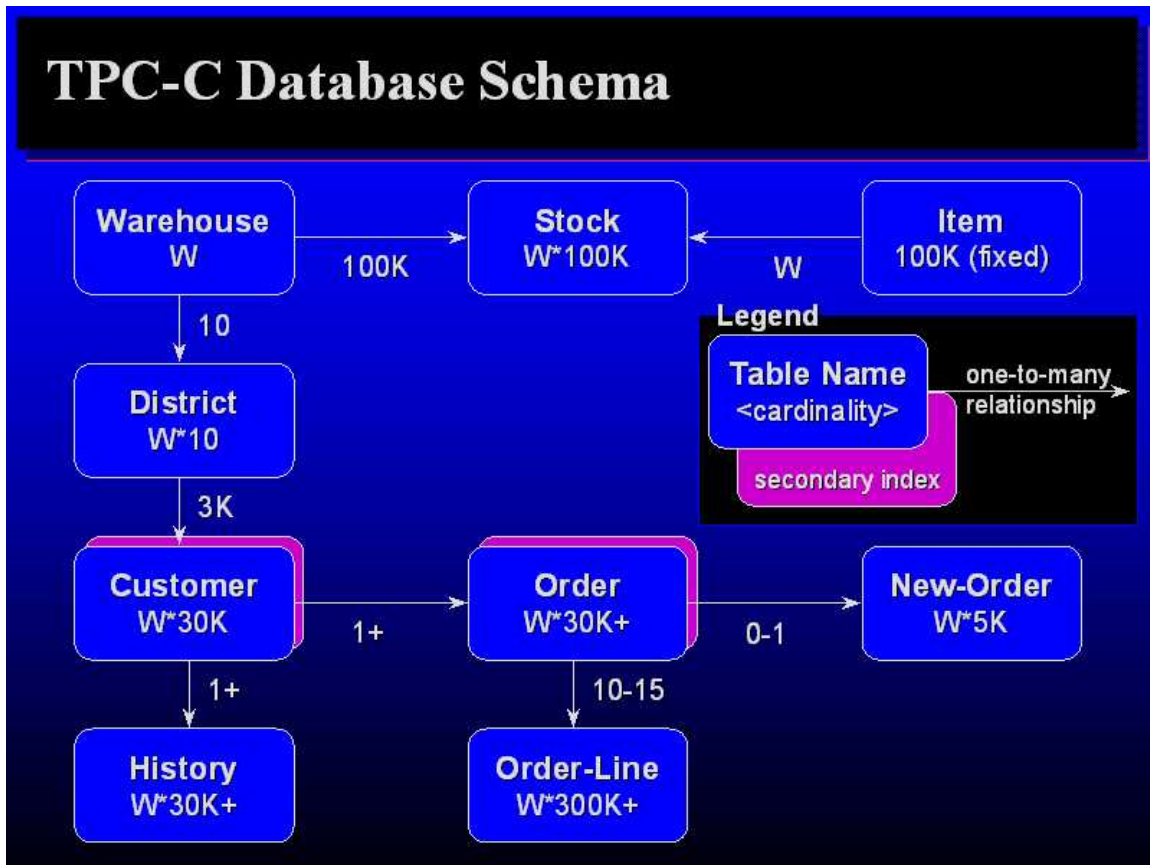 TPC-C Database Schema
Warehouse
W
100K
Stock
W*100K
W
Item
100K (fixed)
10
Legend
Table Name
<cardinality>
one-to-many
relationship
secondary index
District
W*10
3K
Customer
W*30K
1+
Order
W*30K+
0-1
New-Order
W*5K
1+
10-15
History
W*30K+
Order-Line
W*300K+